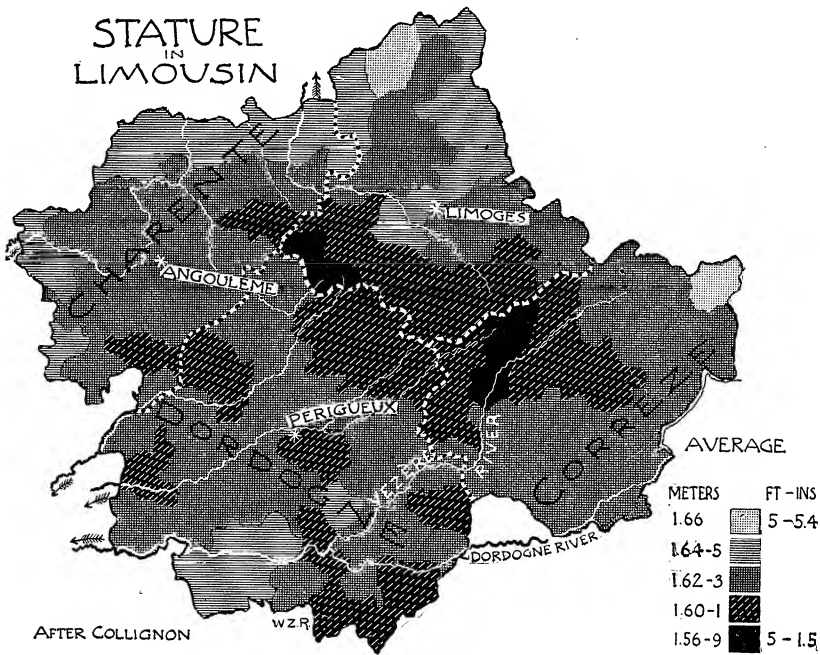 STATURE
IN
LIMOUSIN
CHARENTE
LIMOGES
ANGOULÊME
PERIGUEUX
DORDOGNE
CORREZE
VEZERE RIVER
DORDOGNE RIVER
AVERAGE
METERS FT-INS
1.66 5-5.4
1.64-5
1.62-3
1.60-1
1.56-9 5-1.5
W.Z.R.
AFTER COLLIGNON